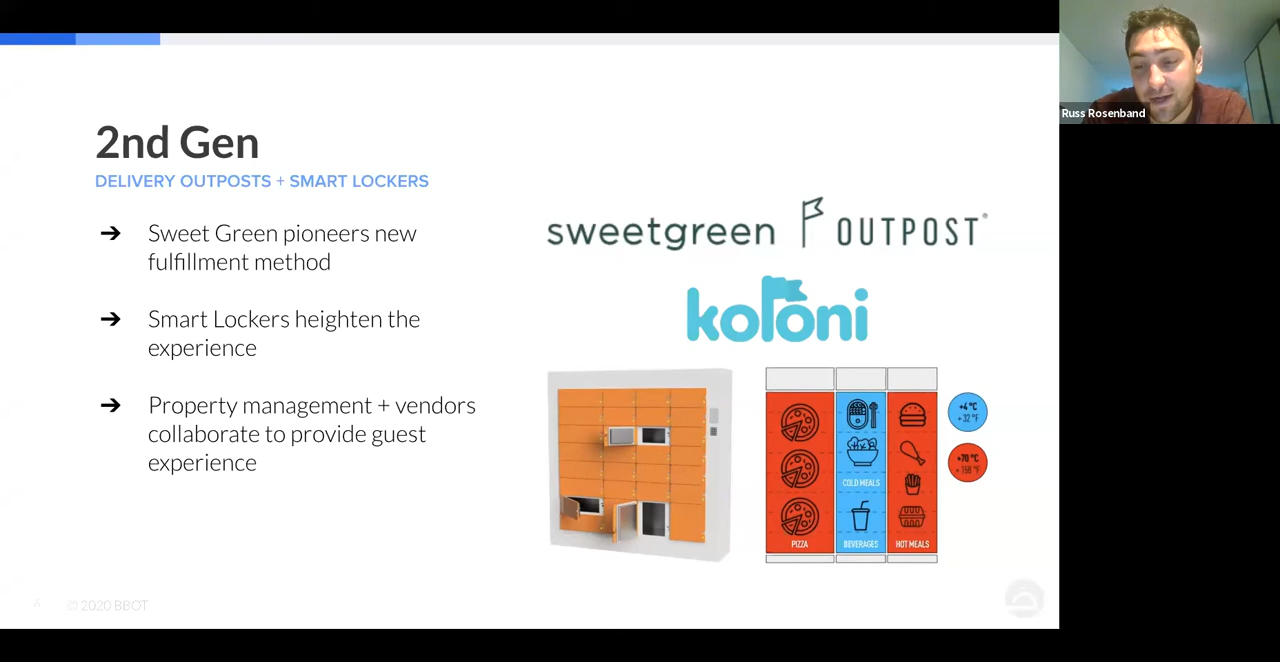 Russ Rosenband
2nd Gen
DELIVERY OUTPOSTS + SMART LOCKERS
➔ Sweet Green pioneers new
fulfillment method
➔ Smart Lockers heighten the
experience
➔ Property management + vendors
collaborate to provide guest
experience
sweetgreen OUTPOST®
koloni
COLD MEALS
PIZZA BEVERAGES HOT MEALS
+4 °C
+32 °F
+70 °C
+158 °F
© 2020 BBOT